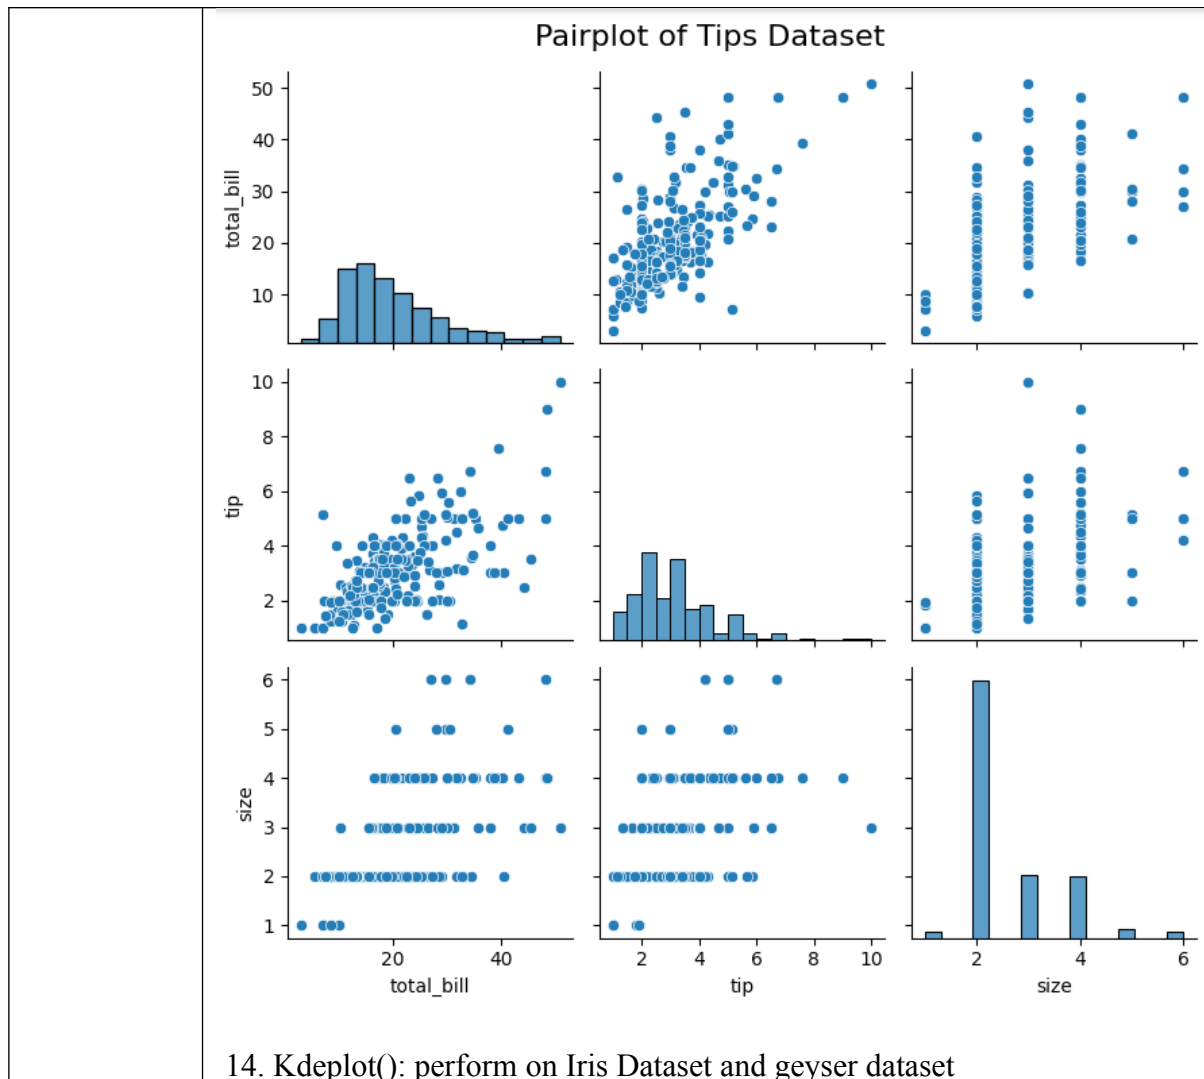 Pairplot of Tips Dataset
50
40
30
20
10
total_bill
10
8
6
4
2
tip
6
5
4
3
2
1
size
20 40
total_bill
2 4 6 8 10
tip
2 4 6
size
14. Kdeplot(): perform on Iris Dataset and geyser dataset